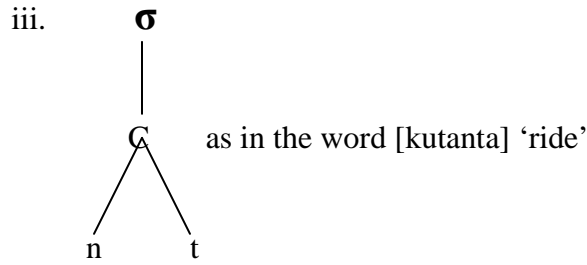 iii. σ
C as in the word [kutanta] ‘ride’
n t